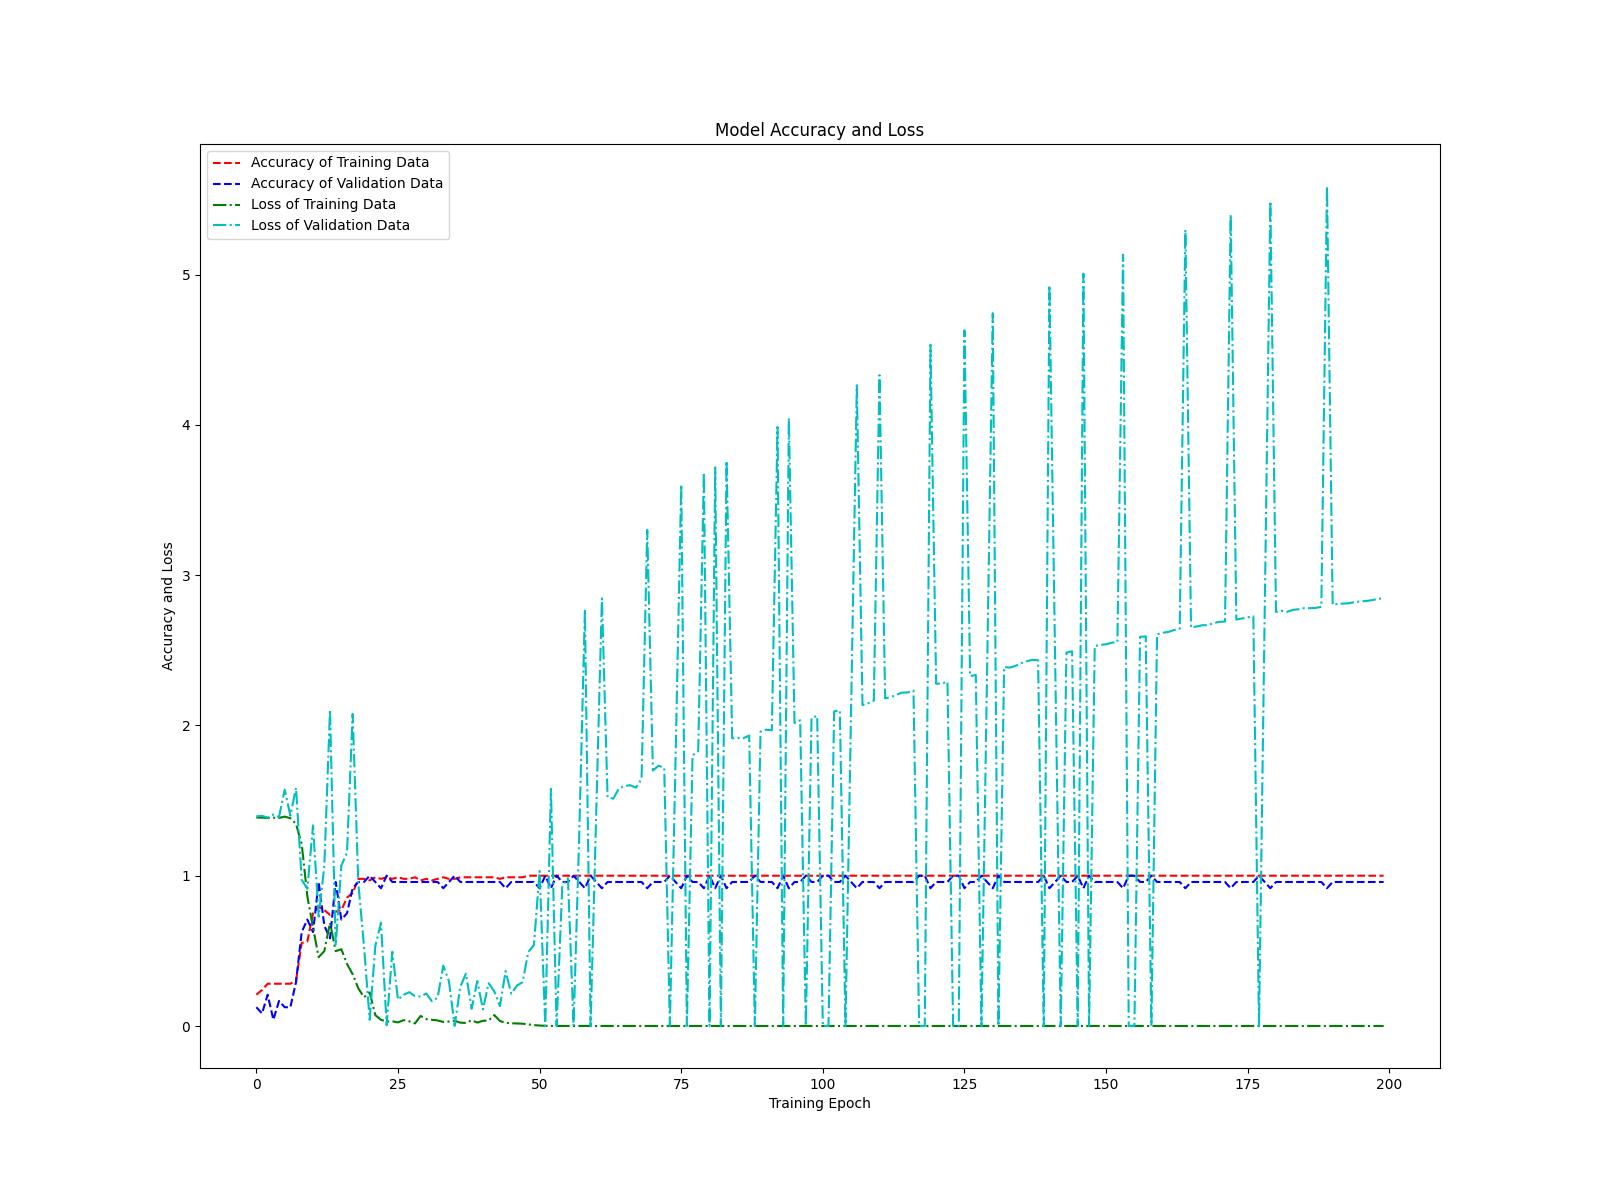 Model Accuracy and Loss
Accuracy of Training Data
Accuracy of Validation Data
Loss of Training Data
Loss of Validation Data
Accuracy and Loss
5
4
3
2
1
0
0 25 50 75 100 125 150 175 200
Training Epoch